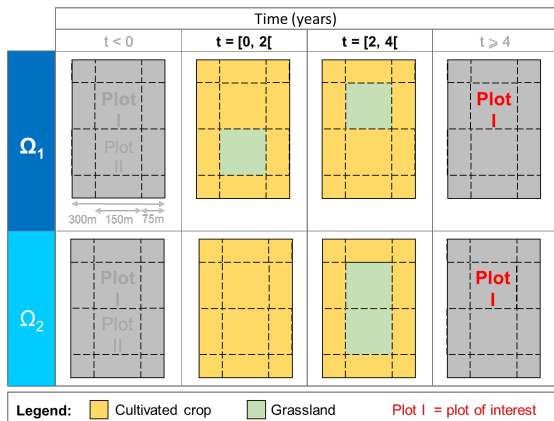 Time (years)
t < 0
t = [0, 2[
t = [2, 4[
t ⩾ 4
Ω1
Plot
I
Plot
II
Plot
I
300m
150m
75m
Ω2
Plot
I
Plot
II
Plot
I
Legend:
Cultivated crop
Grassland
Plot I = plot of interest